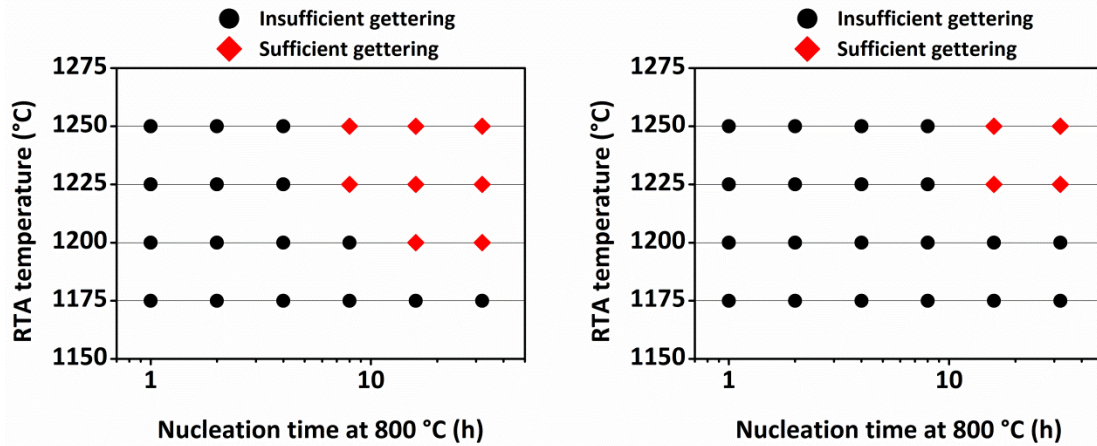 Insufficient gettering
Sufficient gettering
1275
1250
1225
1200
1175
1150
RTA temperature (°C)
1 10
Nucleation time at 800 °C (h)
Insufficient gettering
Sufficient gettering
1275
1250
1225
1200
1175
1150
RTA temperature (°C)
1 10
Nucleation time at 800 °C (h)